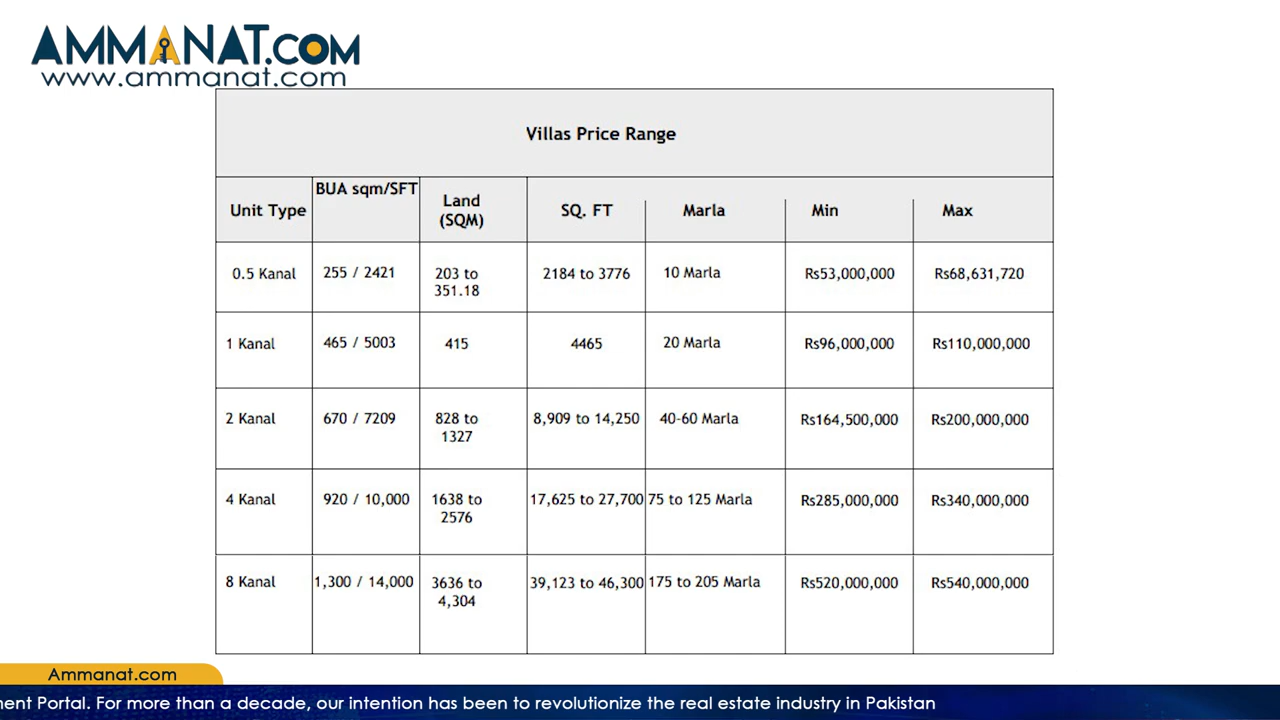 AMMANAT.COM
www.ammanat.com
Villas Price Range
Unit Type BUA sqm/SFT Land (SQM) SQ. FT Marla Min Max
0.5 Kanal 255 / 2421 203 to 351.18 2184 to 3776 10 Marla Rs53,000,000 Rs68,631,720
1 Kanal 465 / 5003 415 4465 20 Marla Rs96,000,000 Rs110,000,000
2 Kanal 670 / 7209 828 to 1327 8,909 to 14,250 40-60 Marla Rs164,500,000 Rs200,000,000
4 Kanal 920 / 10,000 1638 to 2576 17,625 to 27,700 75 to 125 Marla Rs285,000,000 Rs340,000,000
8 Kanal 1,300 / 14,000 3636 to 4,304 39,123 to 46,300 175 to 205 Marla Rs520,000,000 Rs540,000,000
Ammanat.com
nent Portal. For more than a decade, our intention has been to revolutionize the real estate industry in Pakistan